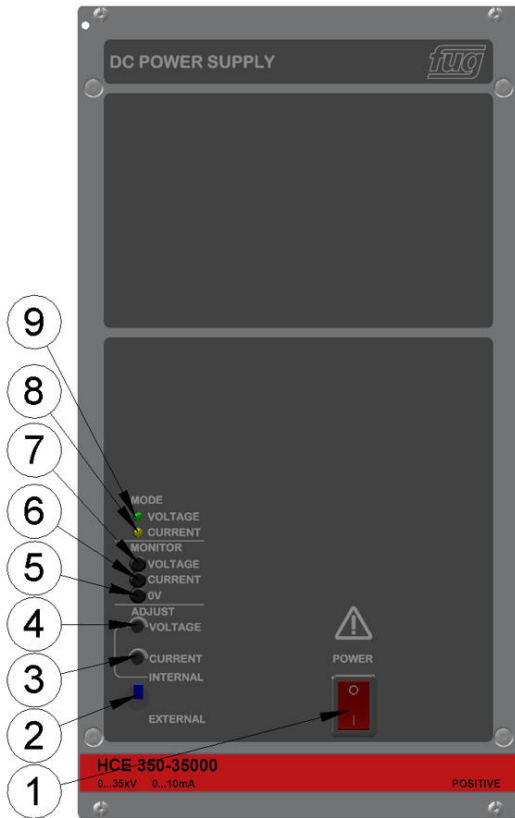 DC POWER SUPPLY
fug
9
8
7
6
5
4
3
2
1
MODE
VOLTAGE
CURRENT
MONITOR
VOLTAGE
CURRENT
0V
ADJUST
VOLTAGE
CURRENT
INTERNAL
EXTERNAL
POWER
O
I
HCE 350-35000
0...35kV 0...10mA
POSITIVE